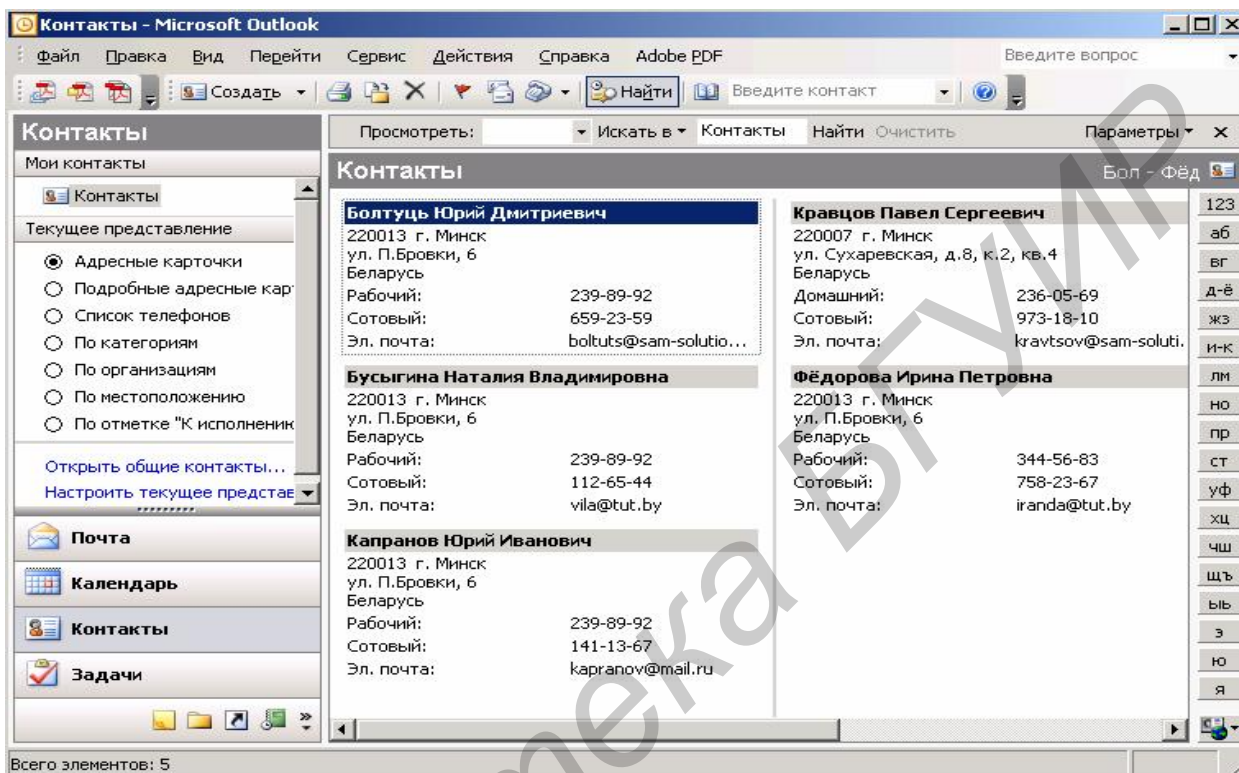 Контакты - Microsoft Outlook
Файл Правка Вид Перейти Сервис Действия Справка Adobe PDF Введите вопрос
Создать Найти Введите контакт
Контакты
Просмотреть: Искать в Контакты Найти Очистить Параметры
Мои контакты
Контакты
Текущее представление
Адресные карточки
Подробные адресные кар
Список телефонов
По категориям
По организациям
По местоположению
По отметке "К исполнению
Открыть общие контакты...
Настроить текущее представ
Почта
Календарь
Контакты
Задачи
Контакты Бол - Фёд
Болтуць Юрий Дмитриевич
220013 г. Минск
ул. П.Бровки, 6
Беларусь
Рабочий: 239-89-92
Сотовый: 659-23-59
Эл. почта: boltuts@sam-solutio...
Бусыгина Наталия Владимировна
220013 г. Минск
ул. П.Бровки, 6
Беларусь
Рабочий: 239-89-92
Сотовый: 112-65-44
Эл. почта: vila@tut.by
Капранов Юрий Иванович
220013 г. Минск
ул. П.Бровки, 6
Беларусь
Рабочий: 239-89-92
Сотовый: 141-13-67
Эл. почта: kapranov@mail.ru
Кравцов Павел Сергеевич
220007 г. Минск
ул. Сухаревская, д.8, к.2, кв.4
Беларусь
Домашний: 236-05-69
Сотовый: 973-18-10
Эл. почта: kravtsov@sam-soluti.
Фёдорова Ирина Петровна
220013 г. Минск
ул. П.Бровки, 6
Беларусь
Рабочий: 344-56-83
Сотовый: 758-23-67
Эл. почта: iranda@tut.by
123
аб
вг
д-ё
жз
и-к
лм
но
пр
ст
уф
хц
чш
щъ
ыь
э
ю
я
Всего элементов: 5
тека БГУИР